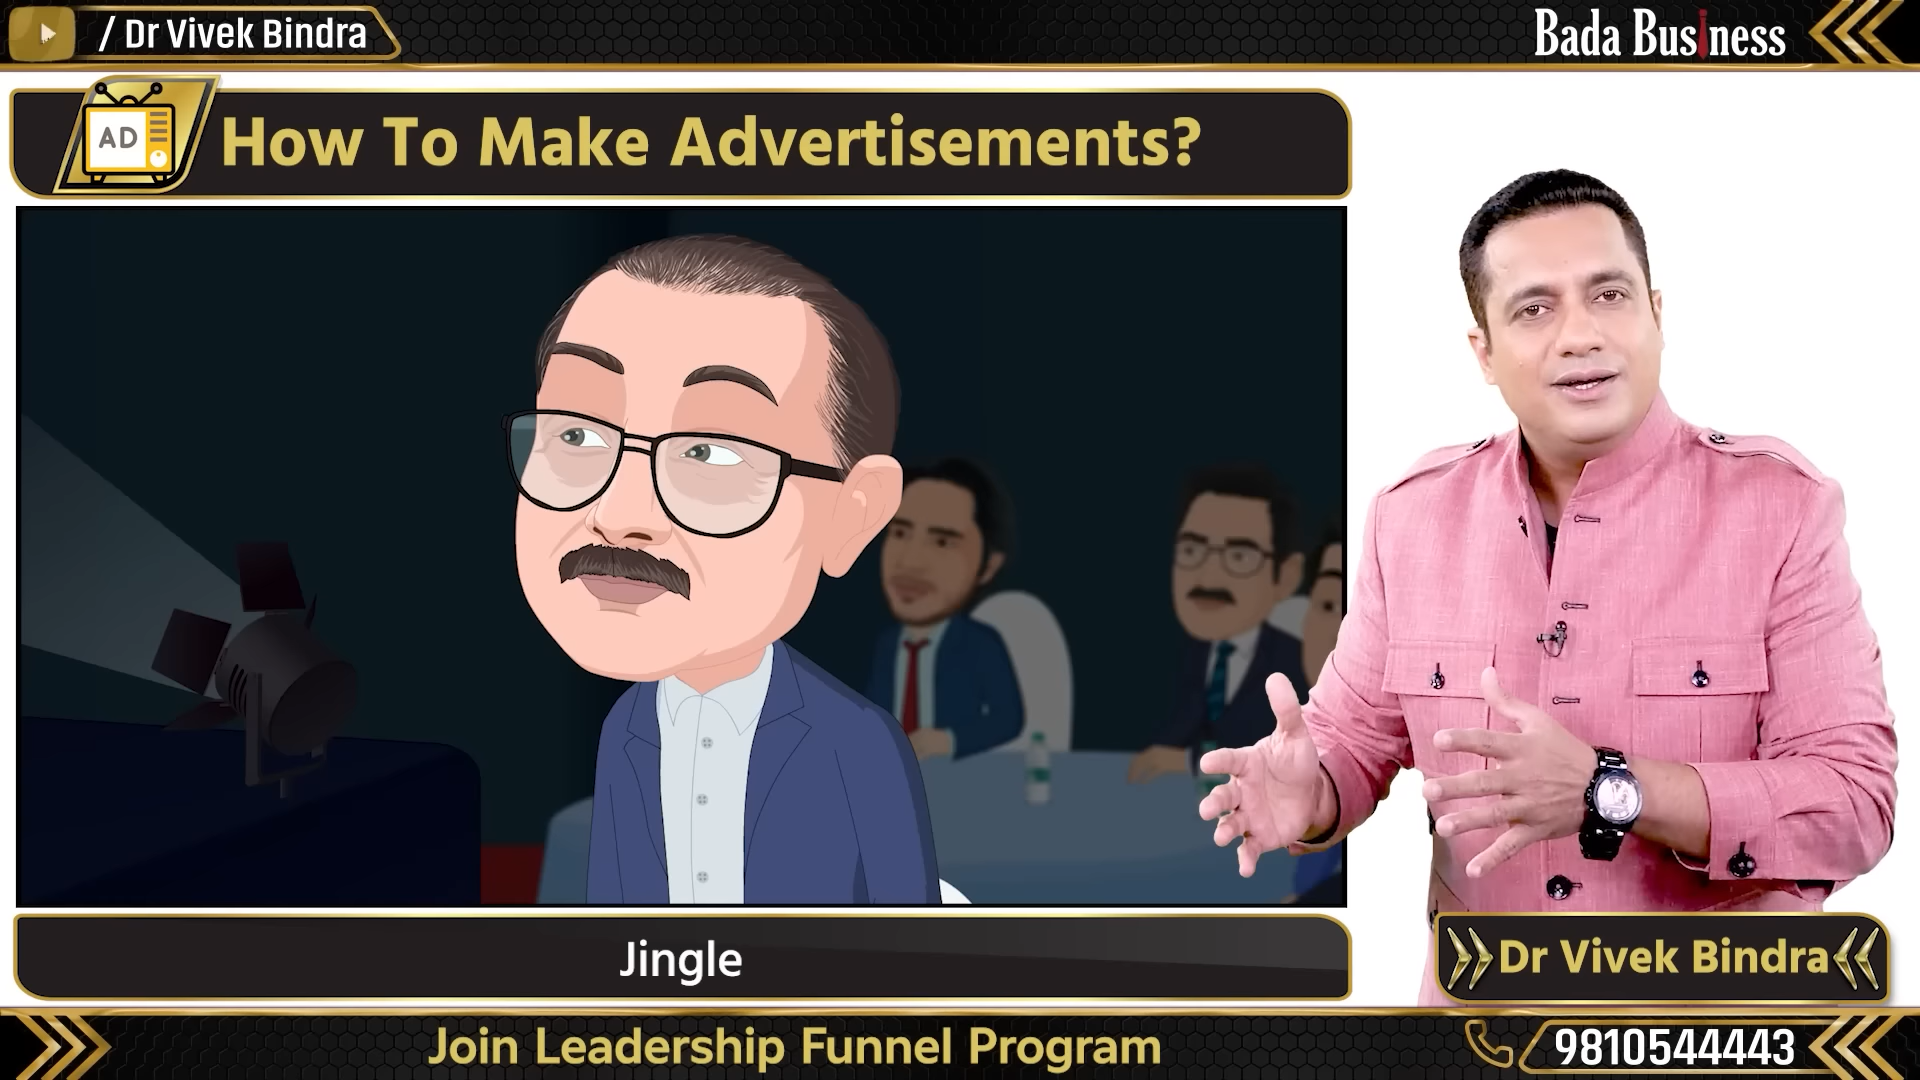 / Dr Vivek Bindra
Bada Business
AD
How To Make Advertisements?
Jingle
Dr Vivek Bindra
Join Leadership Funnel Program
9810544443